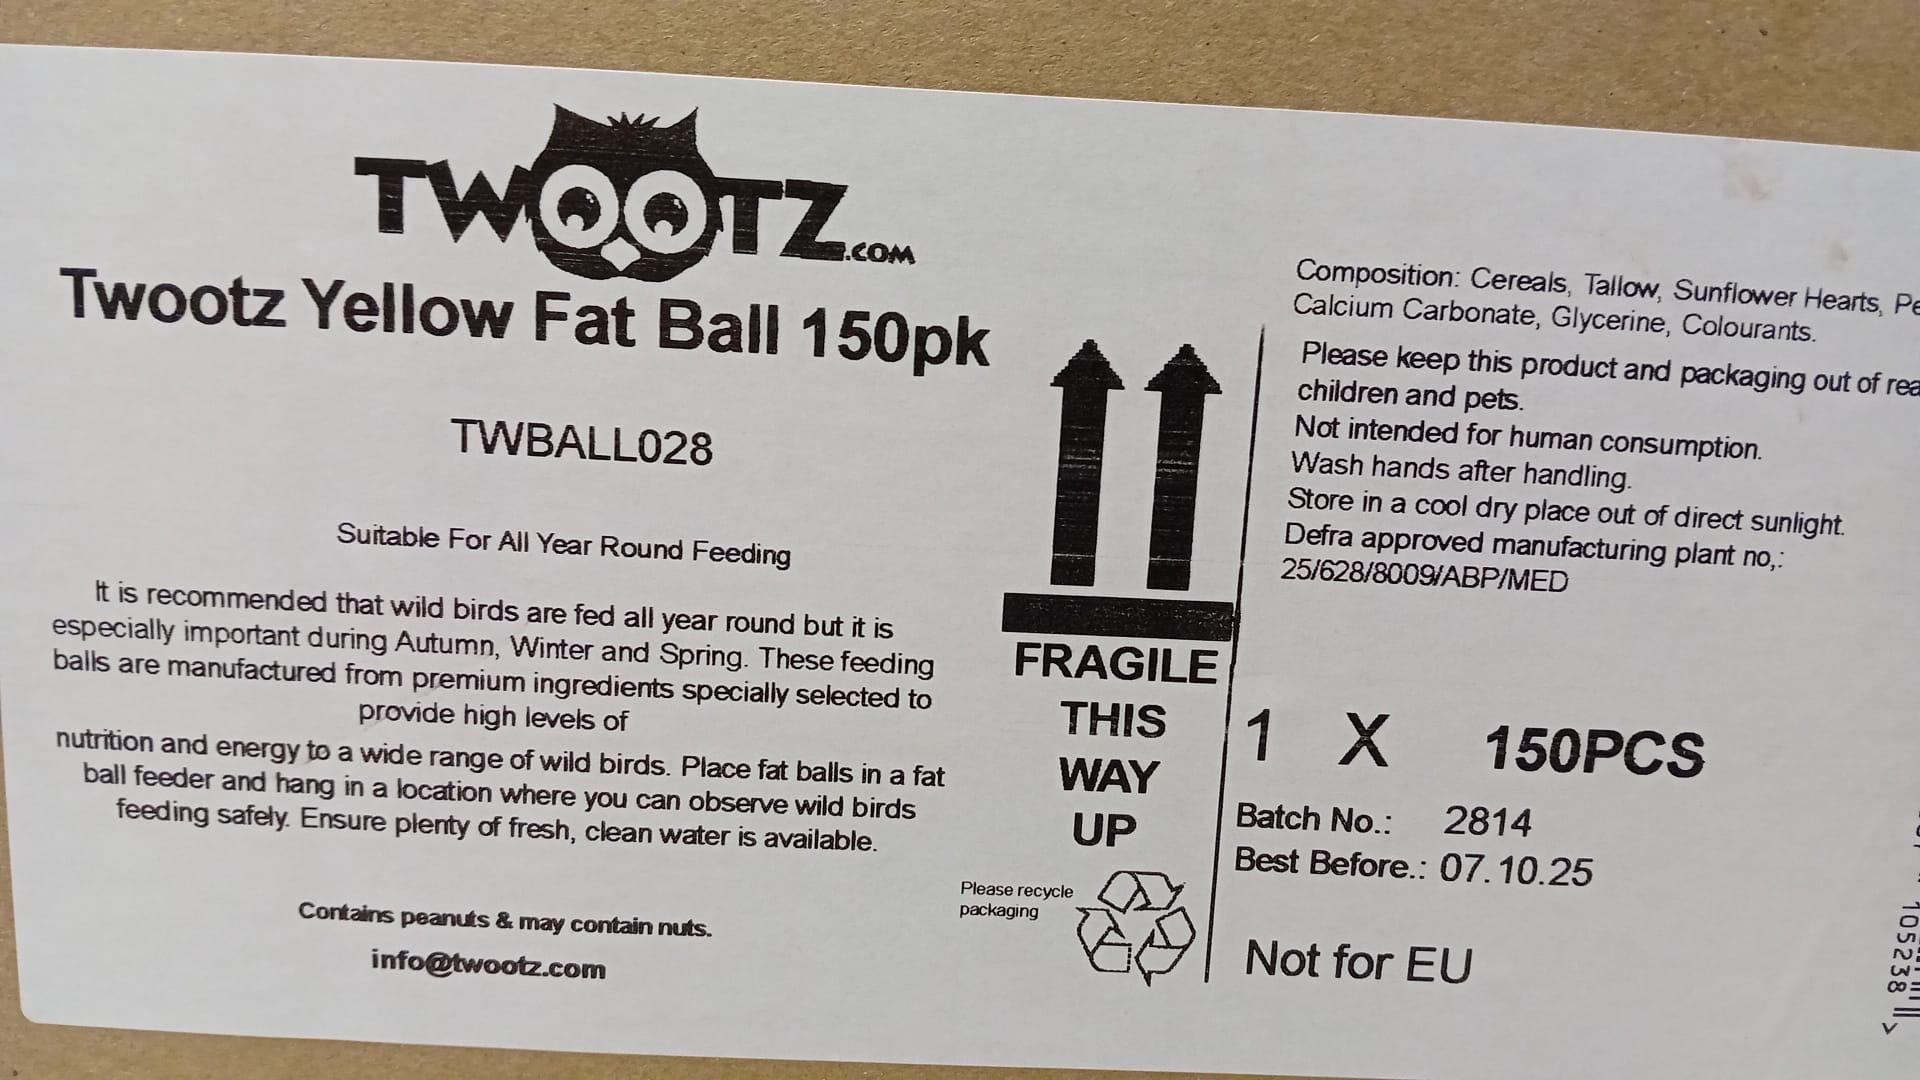 TWOOTZ.COM
Twootz Yellow Fat Ball 150pk
TWBALL028
Suitable For All Year Round Feeding
It is recommended that wild birds are fed all year round but it is
especially important during Autumn, Winter and Spring. These feeding
balls are manufactured from premium ingredients specially selected to
provide high levels of
nutrition and energy to a wide range of wild birds. Place fat balls in a fat
ball feeder and hang in a location where you can observe wild birds
feeding safely. Ensure plenty of fresh, clean water is available.
Contains peanuts & may contain nuts.
info@twootz.com
FRAGILE
THIS
WAY
UP
Please recycle
packaging
Composition: Cereals, Tallow, Sunflower Hearts,
Calcium Carbonate, Glycerine, Colourants.
Please keep this product and packaging out of
children and pets.
Not intended for human consumption.
Wash hands after handling.
Store in a cool dry place out of direct sunlight.
Defra approved manufacturing plant no,:
25/628/8009/ABP/MED
1 X 150PCS
Batch No.: 2814
Best Before.: 07.10.25
Not for EU
105238 >